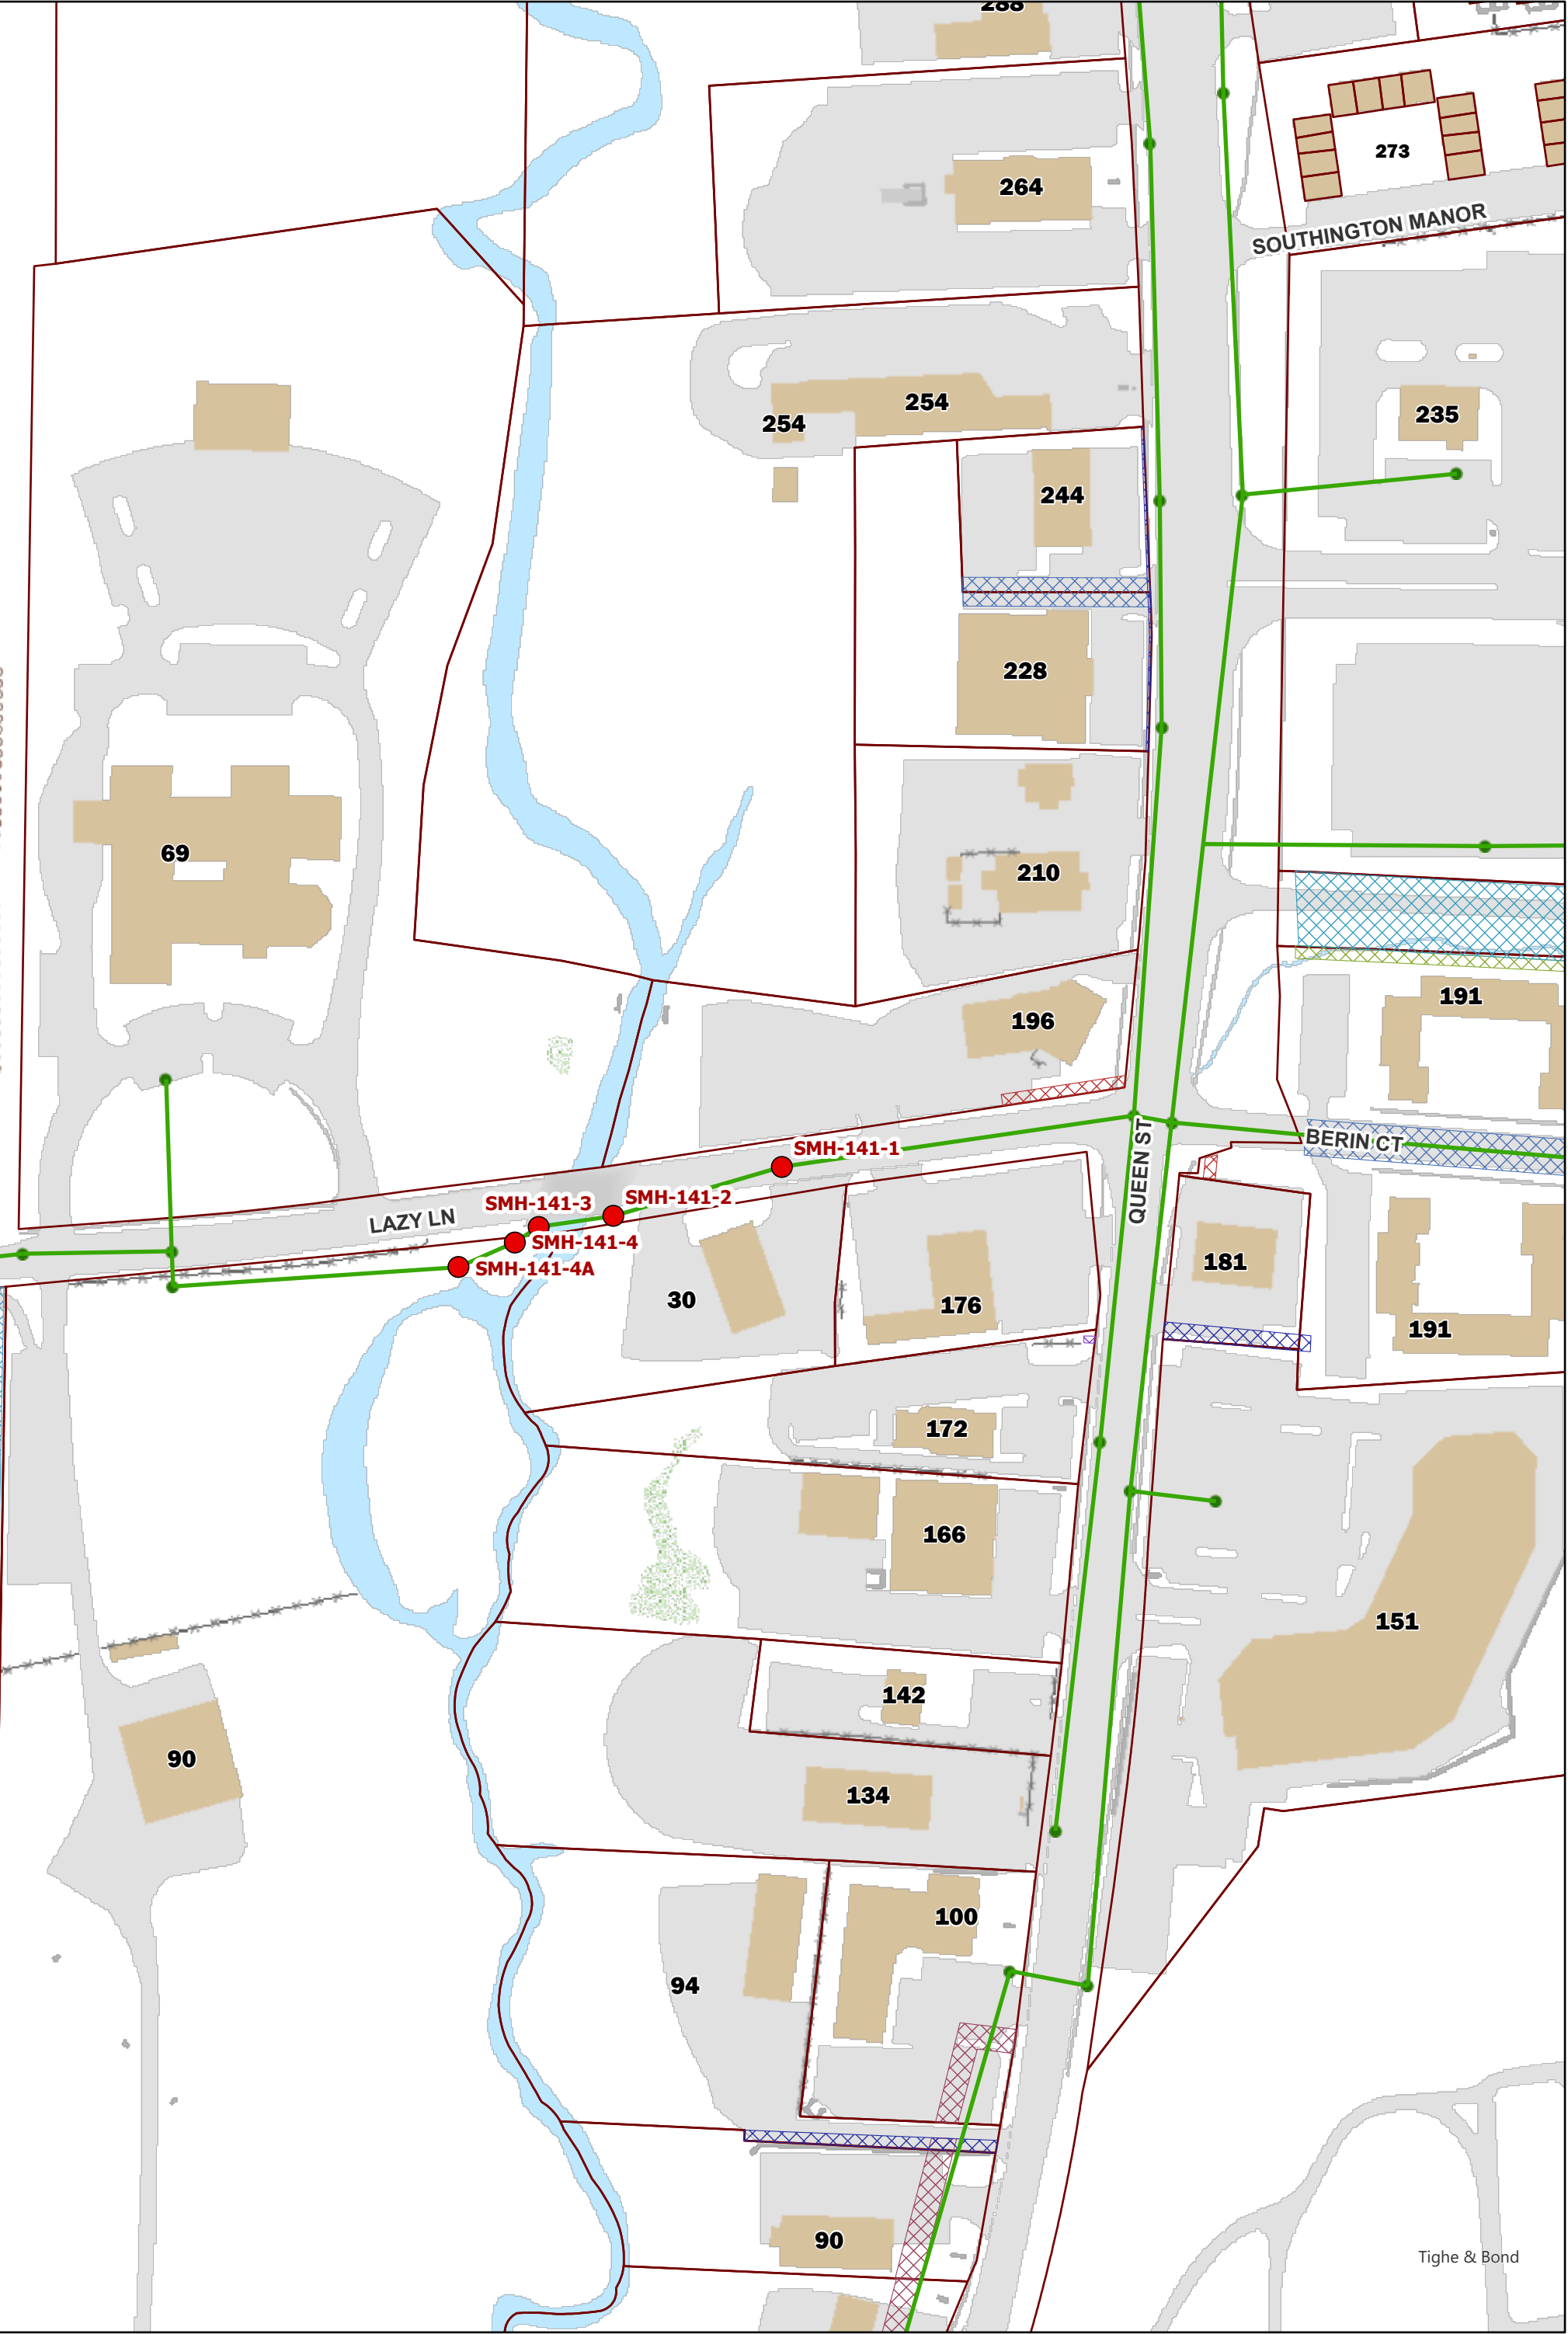 288
264
273
SOUTHINGTON MANOR
254
254
235
244
228
69
210
191
196
QUEEN ST
BERIN CT
SMH-141-1
SMH-141-2
SMH-141-3
LAZY LN
SMH-141-4
SMH-141-4A
181
30
176
191
172
166
151
142
90
134
100
94
90
Tighe & Bond